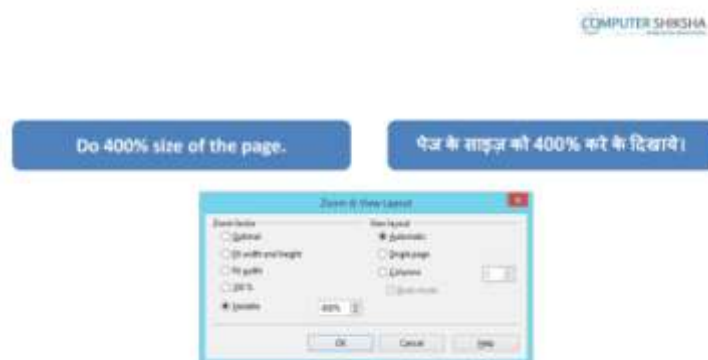 COMPUTER SHIKSHA
Do 400% size of the page.
पेज के साइज़ को 400% करे के दिखाये।
Zoom & View Layout
Zoom factor
View layout
Optimal
Automatic
Fit width and height
Single page
Fit width
Columns
100 %
Book mode
Variable
400%
OK
Cancel
Help